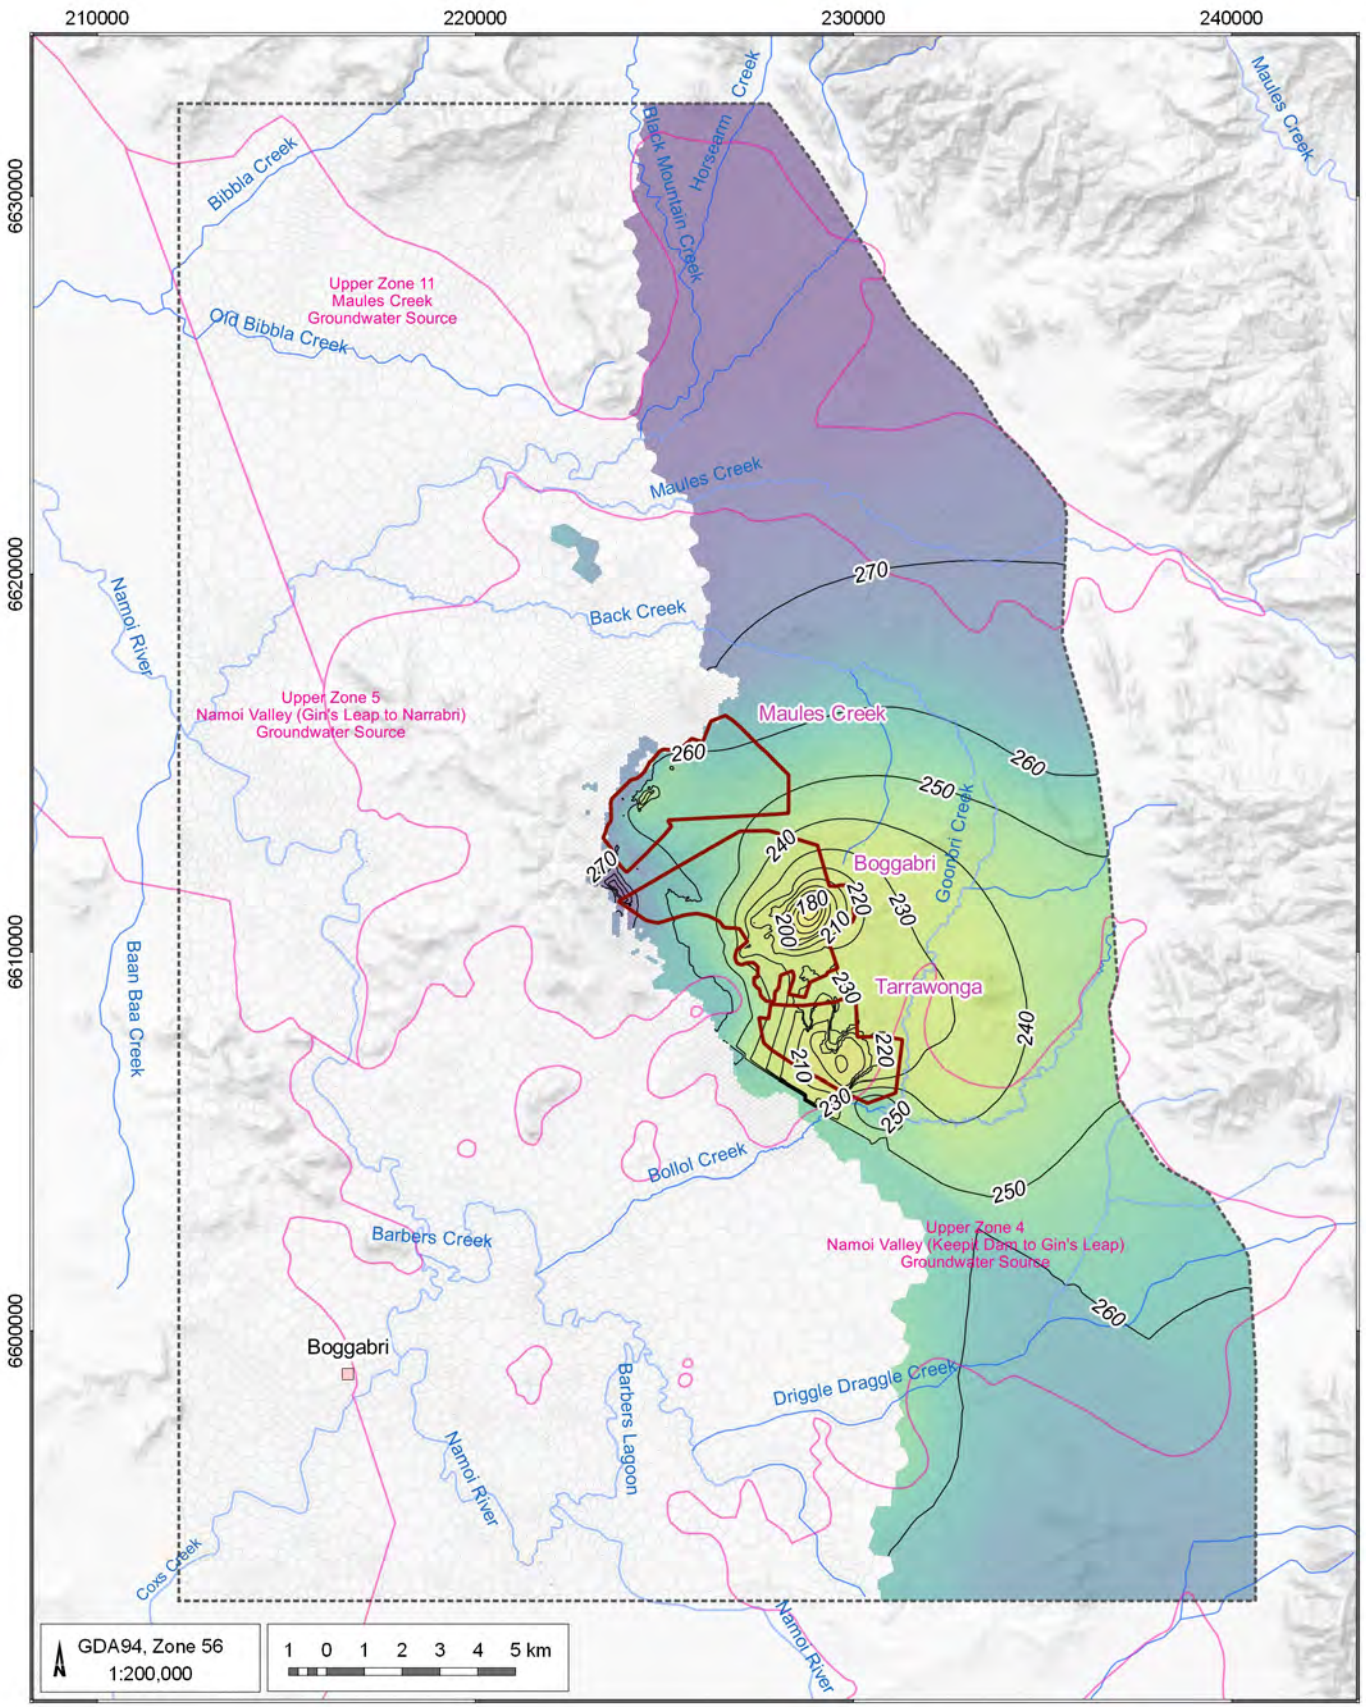 210000
220000
230000
240000
6630000
6620000
6610000
6600000
Maules Creek
Horsearm Creek
Black Mountain Creek
Bibbla Creek
Upper Zone 11
Maules Creek
Groundwater Source
Old Bibbla Creek
Maules Creek
270
Namoi River
Back Creek
Upper Zone 5
Namoi Valley (Gin's Leap to Narrabri)
Groundwater Source
Maules Creek
260
260
250
240
Goonbri Creek
Boggabri
270
180
220
230
200
210
Baan Baa Creek
230
Tarrawonga
240
220
210
230
250
Bollol Creek
250
Barbers Creek
Upper Zone 4
Namoi Valley (Keepit Dam to Gin's Leap)
Groundwater Source
260
Boggabri
Driggle Draggle Creek
Barbers Lagoon
Namoi River
Coxs Creek
Namoi River
N
GDA94, Zone 56
1:200,000
1 0 1 2 3 4 5 km